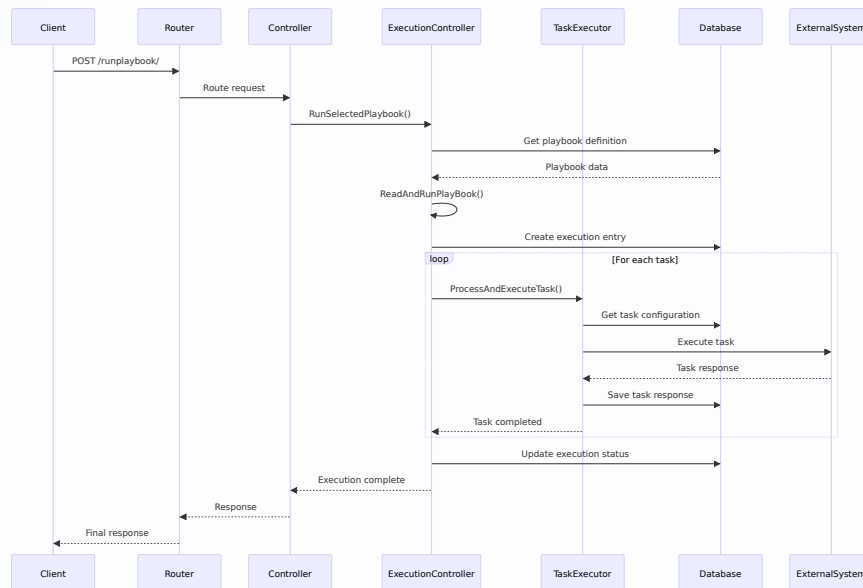 Client Router Controller ExecutionController TaskExecutor Database ExternalSystem
POST /runplaybook/
Route request
RunSelectedPlaybook()
Get playbook definition
Playbook data
ReadAndRunPlayBook()
Create execution entry
loop [For each task]
ProcessAndExecuteTask()
Get task configuration
Execute task
Task response
Save task response
Task completed
Update execution status
Execution complete
Response
Final response
Client Router Controller ExecutionController TaskExecutor Database ExternalSystem